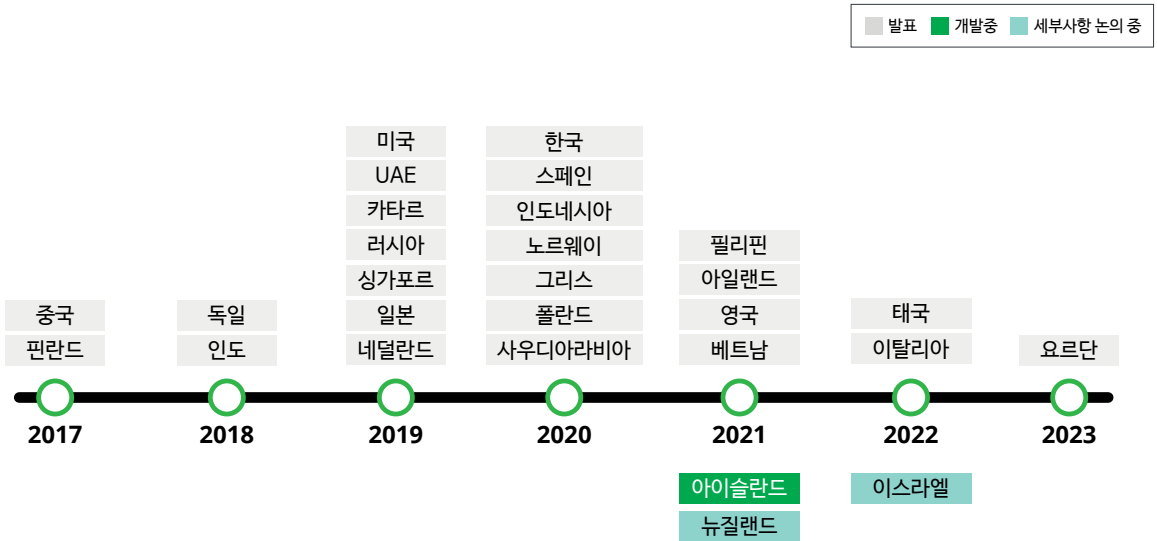 발표 개발중 세부사항 논의 중
미국
UAE
카타르
러시아
싱가포르
일본
네덜란드
한국
스페인
인도네시아
노르웨이
그리스
폴란드
사우디아라비아
필리핀
아일랜드
영국
베트남
중국
핀란드
독일
인도
태국
이탈리아
요르단
2017 2018 2019 2020 2021 2022 2023
아이슬란드
뉴질랜드
이스라엘